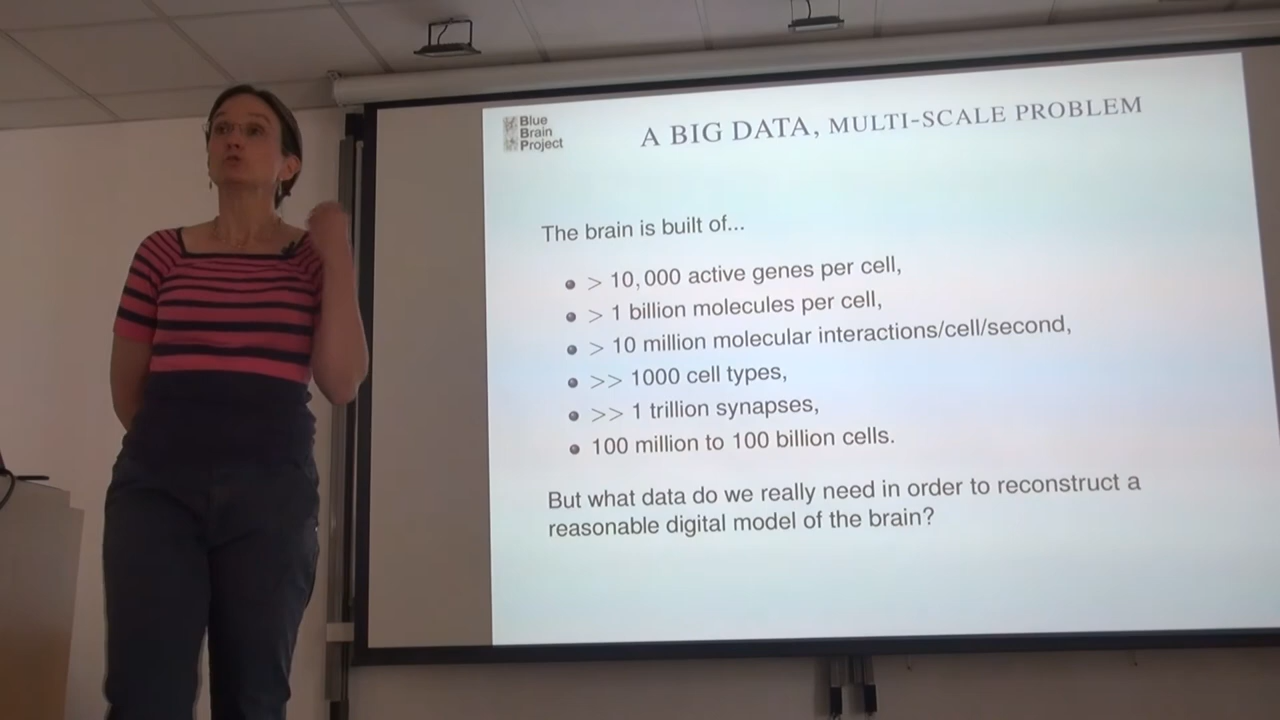 Blue
Brain
Project
A BIG DATA, MULTI-SCALE PROBLEM
The brain is built of...
• > 10,000 active genes per cell,
• > 1 billion molecules per cell,
• > 10 million molecular interactions/cell/second,
• >> 1000 cell types,
• >> 1 trillion synapses,
• 100 million to 100 billion cells.
But what data do we really need in order to reconstruct a
reasonable digital model of the brain?